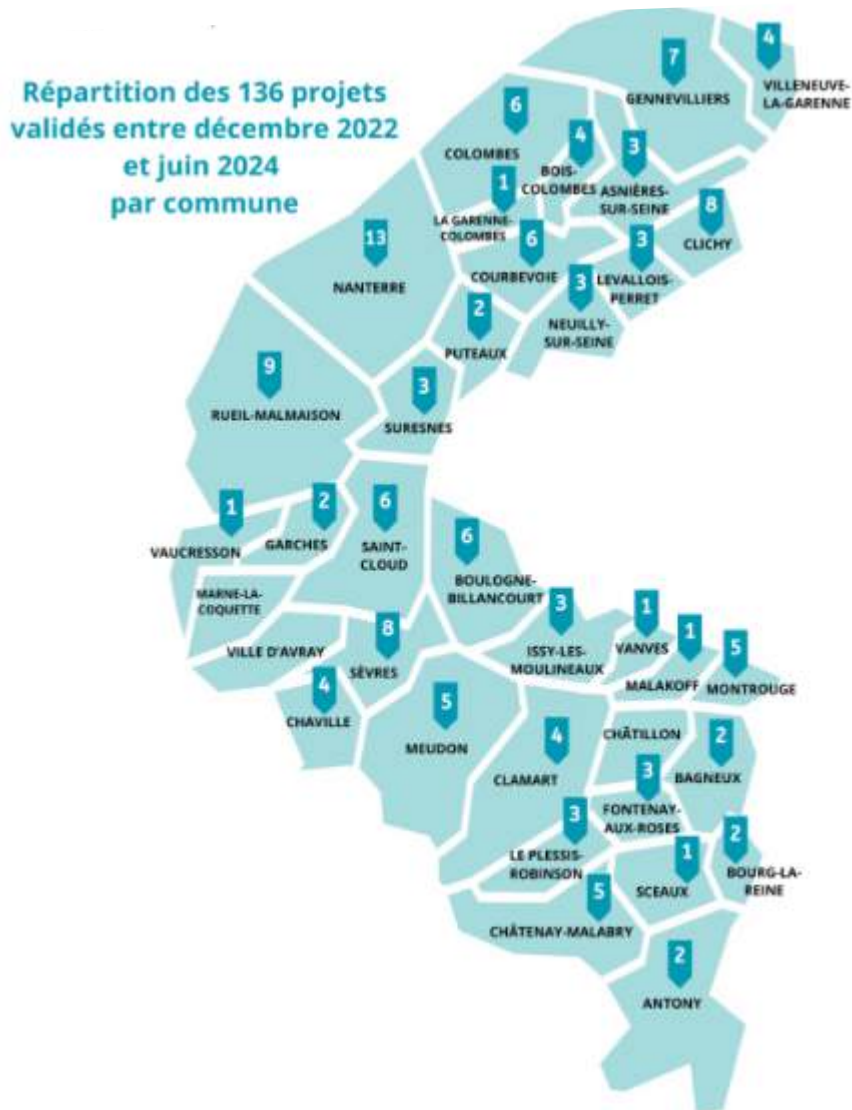 Répartition des 136 projets
validés entre décembre 2022
et juin 2024
par commune
7
GENNEVILLIERS
4
VILLENEUVE-
LA-GARENNE
6
COLOMBES
4
BOIS-
COLOMBES
3
ASNIÈRES-
SUR-SEINE
1
LA GARENNE-
COLOMBES
8
CLICHY
13
NANTERRE
6
COURBEVOIE
3
LEVALLOIS-
PERRET
3
NEUILLY-
SUR-SEINE
2
PUTEAUX
9
RUEIL-MALMAISON
3
SURESNES
1
VAUCRESSON
2
GARCHES
6
SAINT-
CLOUD
6
BOULOGNE-
BILLANCOURT
MARNE-LA-
COQUETTE
3
ISSY-LES-
MOULINEAUX
1
VANVES
1
MALAKOFF
5
MONTROUGE
VILLE D'AVRAY
8
SÈVRES
4
CHAVILLE
5
MEUDON
4
CLAMART
CHÂTILLON
2
BAGNEUX
3
FONTENAY-
AUX-ROSES
3
LE PLESSIS-
ROBINSON
1
SCEAUX
2
BOURG-LA-
REINE
5
CHÂTENAY-MALABRY
2
ANTONY